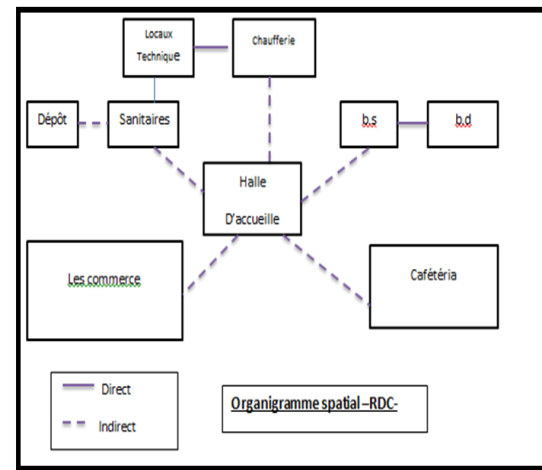 Locaux
Technique
Chaufferie
Dépôt
Sanitaires
b.s
b.d
Halle
D'accueille
Les commerce
Cafétéria
Direct
Indirect
Organigramme spatial –RDC-